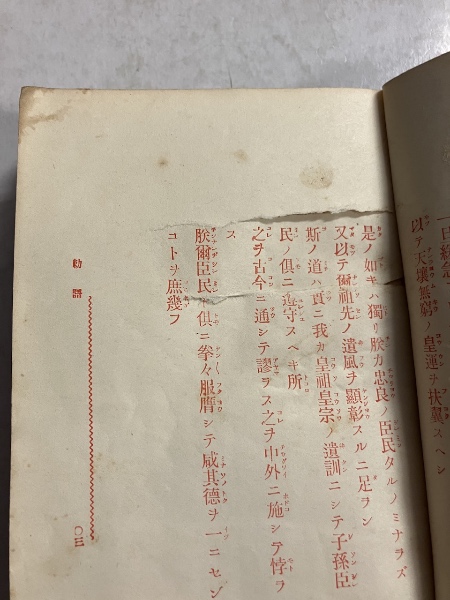 以テ天壤無窮ノ皇運ヲ扶翼スヘシ
是ノ如キハ獨リ朕カ忠良ノ臣民タルノミナラズ
又以テ爾祖先ノ遺風ヲ顯彰スルニ足ラン
斯ノ道ハ實ニ我カ皇祖皇宗ノ遺訓ニシテ子孫臣
民ノ倶ニ遵守スヘキ所
之ヲ古今ニ通シテ謬ラス之ヲ中外ニ施シテ悖ラ
ス
朕爾臣民ト倶ニ拳々服膺シテ咸其德ヲ一ニセン
コトヲ庶幾フ
勅語
〇三